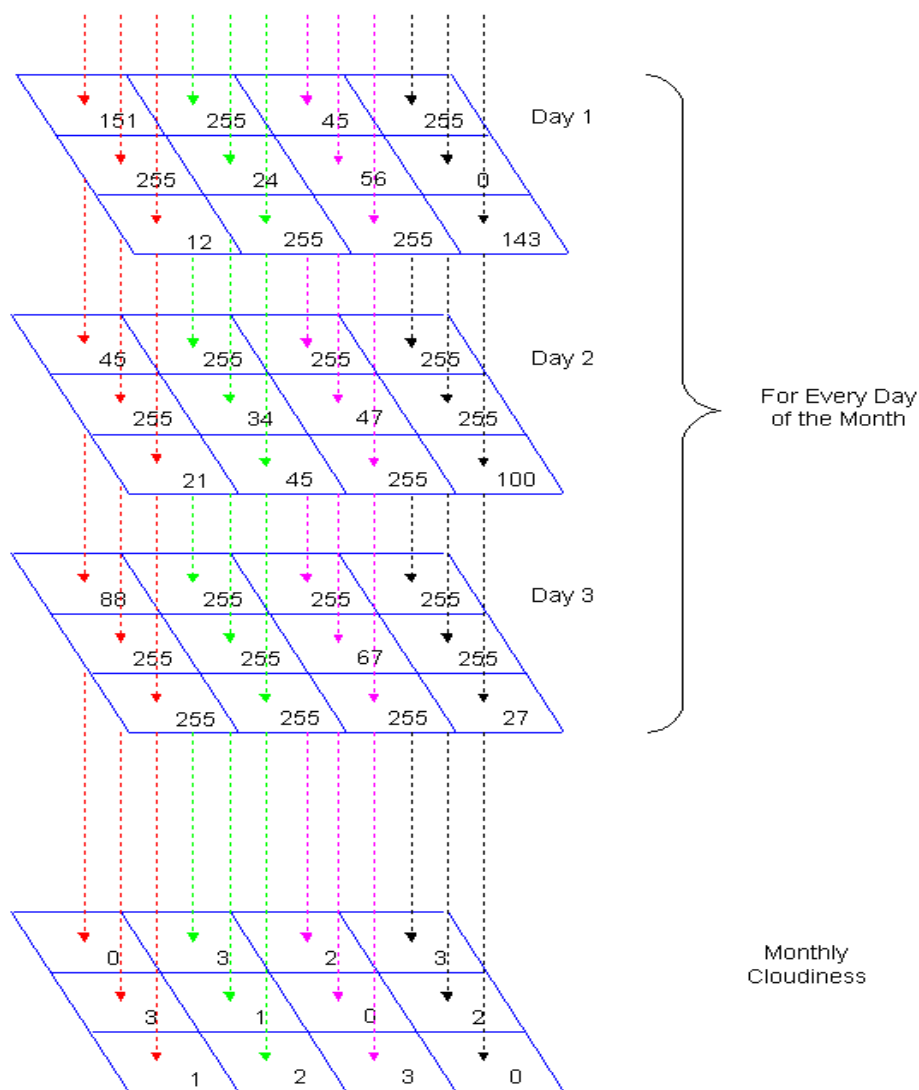 151 255 45 255
Day 1
255 24 56 0
12 255 255 143
45 255 255 255
Day 2
255 34 47 255
21 45 255 100
For Every Day
of the Month
88 255 255 255
Day 3
255 255 67 255
255 255 255 27
0 3 2 3
Monthly
Cloudiness
3 1 0 2
1 2 3 0